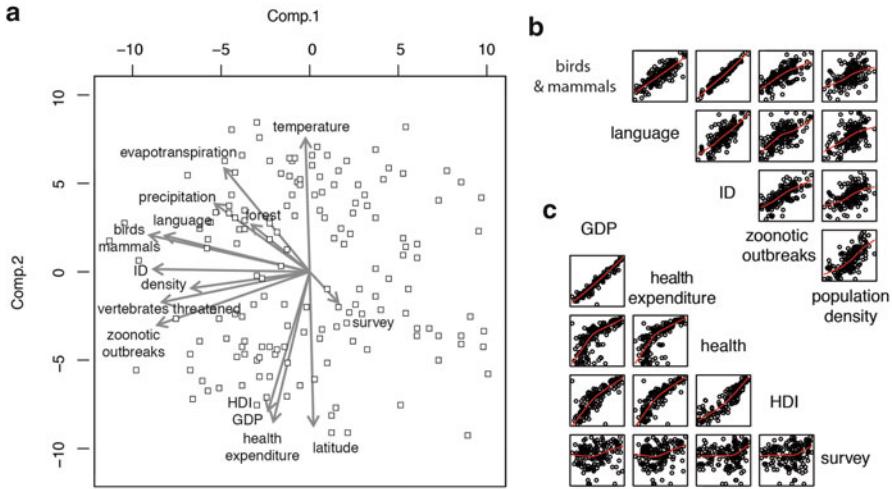 a
Comp.1
-10 -5 0 5 10
10
5
0
-5
-10
Comp.2
temperature
evapotranspiration
precipitation
language
forest
birds
mammals
ID
density
vertebrates threatened
zoonotic
outbreaks
survey
HDI
GDP
health
expenditure
latitude
b
birds
& mammals
language
ID
zoonotic
outbreaks
population
density
c
GDP
health
expenditure
health
HDI
survey